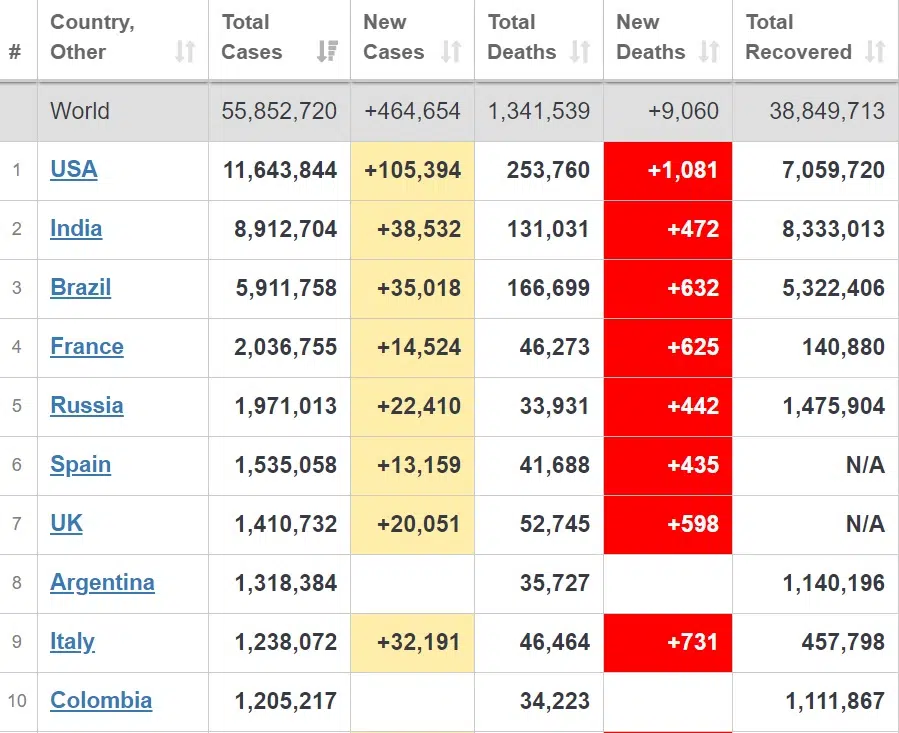 # Country, Other Total Cases New Cases Total Deaths New Deaths Total Recovered
World 55,852,720 +464,654 1,341,539 +9,060 38,849,713
1 USA 11,643,844 +105,394 253,760 +1,081 7,059,720
2 India 8,912,704 +38,532 131,031 +472 8,333,013
3 Brazil 5,911,758 +35,018 166,699 +632 5,322,406
4 France 2,036,755 +14,524 46,273 +625 140,880
5 Russia 1,971,013 +22,410 33,931 +442 1,475,904
6 Spain 1,535,058 +13,159 41,688 +435 N/A
7 UK 1,410,732 +20,051 52,745 +598 N/A
8 Argentina 1,318,384 35,727 1,140,196
9 Italy 1,238,072 +32,191 46,464 +731 457,798
10 Colombia 1,205,217 34,223 1,111,867